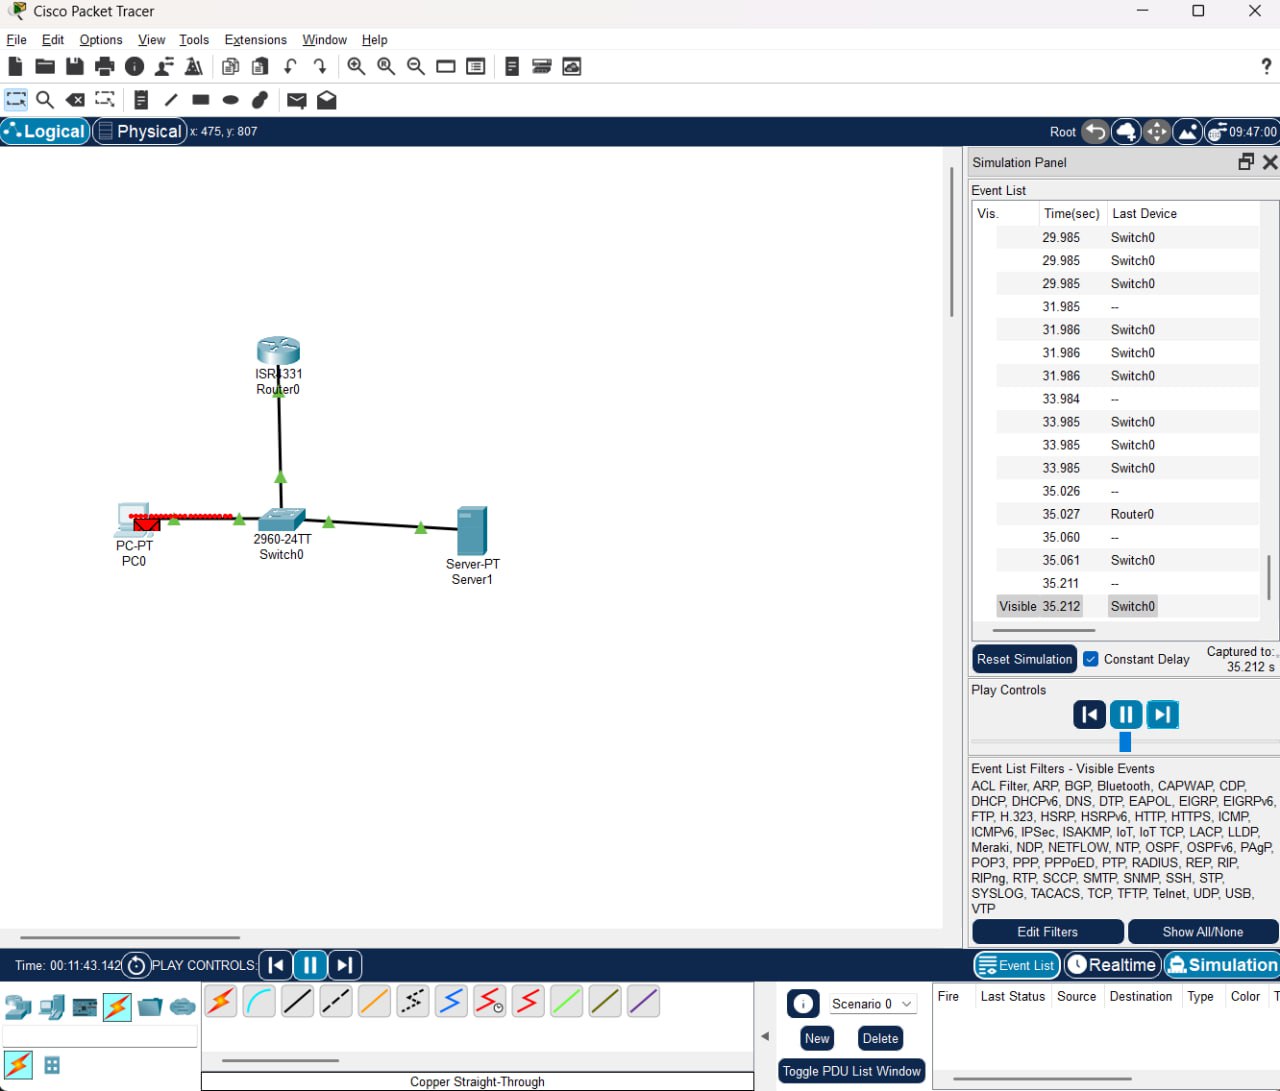 Cisco Packet Tracer
File Edit Options View Tools Extensions Window Help
?
Logical Physical x: 475, y: 807 Root 09:47:00
Simulation Panel
Event List
Vis. Time(sec) Last Device
29.985 Switch0
29.985 Switch0
29.985 Switch0
31.985 --
31.986 Switch0
31.986 Switch0
31.986 Switch0
33.984 --
33.985 Switch0
33.985 Switch0
33.985 Switch0
35.026 --
35.027 Router0
35.060 --
35.061 Switch0
35.211 --
Visible 35.212 Switch0
ISR4331
Router0
2960-24TT
Switch0
PC-PT
PC0
Server-PT
Server1
Reset Simulation Constant Delay Captured to:
35.212 s
Play Controls
Event List Filters - Visible Events
ACL Filter, ARP, BGP, Bluetooth, CAPWAP, CDP,
DHCP, DHCPv6, DNS, DTP, EAPOL, EIGRP, EIGRPv6,
FTP, H.323, HSRP, HSRPv6, HTTP, HTTPS, ICMP,
ICMPv6, IPSec, ISAKMP, IoT, IoT TCP, LACP, LLDP,
Meraki, NDP, NETFLOW, NTP, OSPF, OSPFv6, PAgP,
POP3, PPP, PPPoED, PTP, RADIUS, REP, RIP,
RIPng, RTP, SCCP, SMTP, SNMP, SSH, STP,
SYSLOG, TACACS, TCP, TFTP, Telnet, UDP, USB,
VTP
Edit Filters Show All/None
Time: 00:11:43.142 PLAY CONTROLS: Event List Realtime Simulation
Scenario 0
New Delete
Toggle PDU List Window
Fire Last Status Source Destination Type Color T
Copper Straight-Through